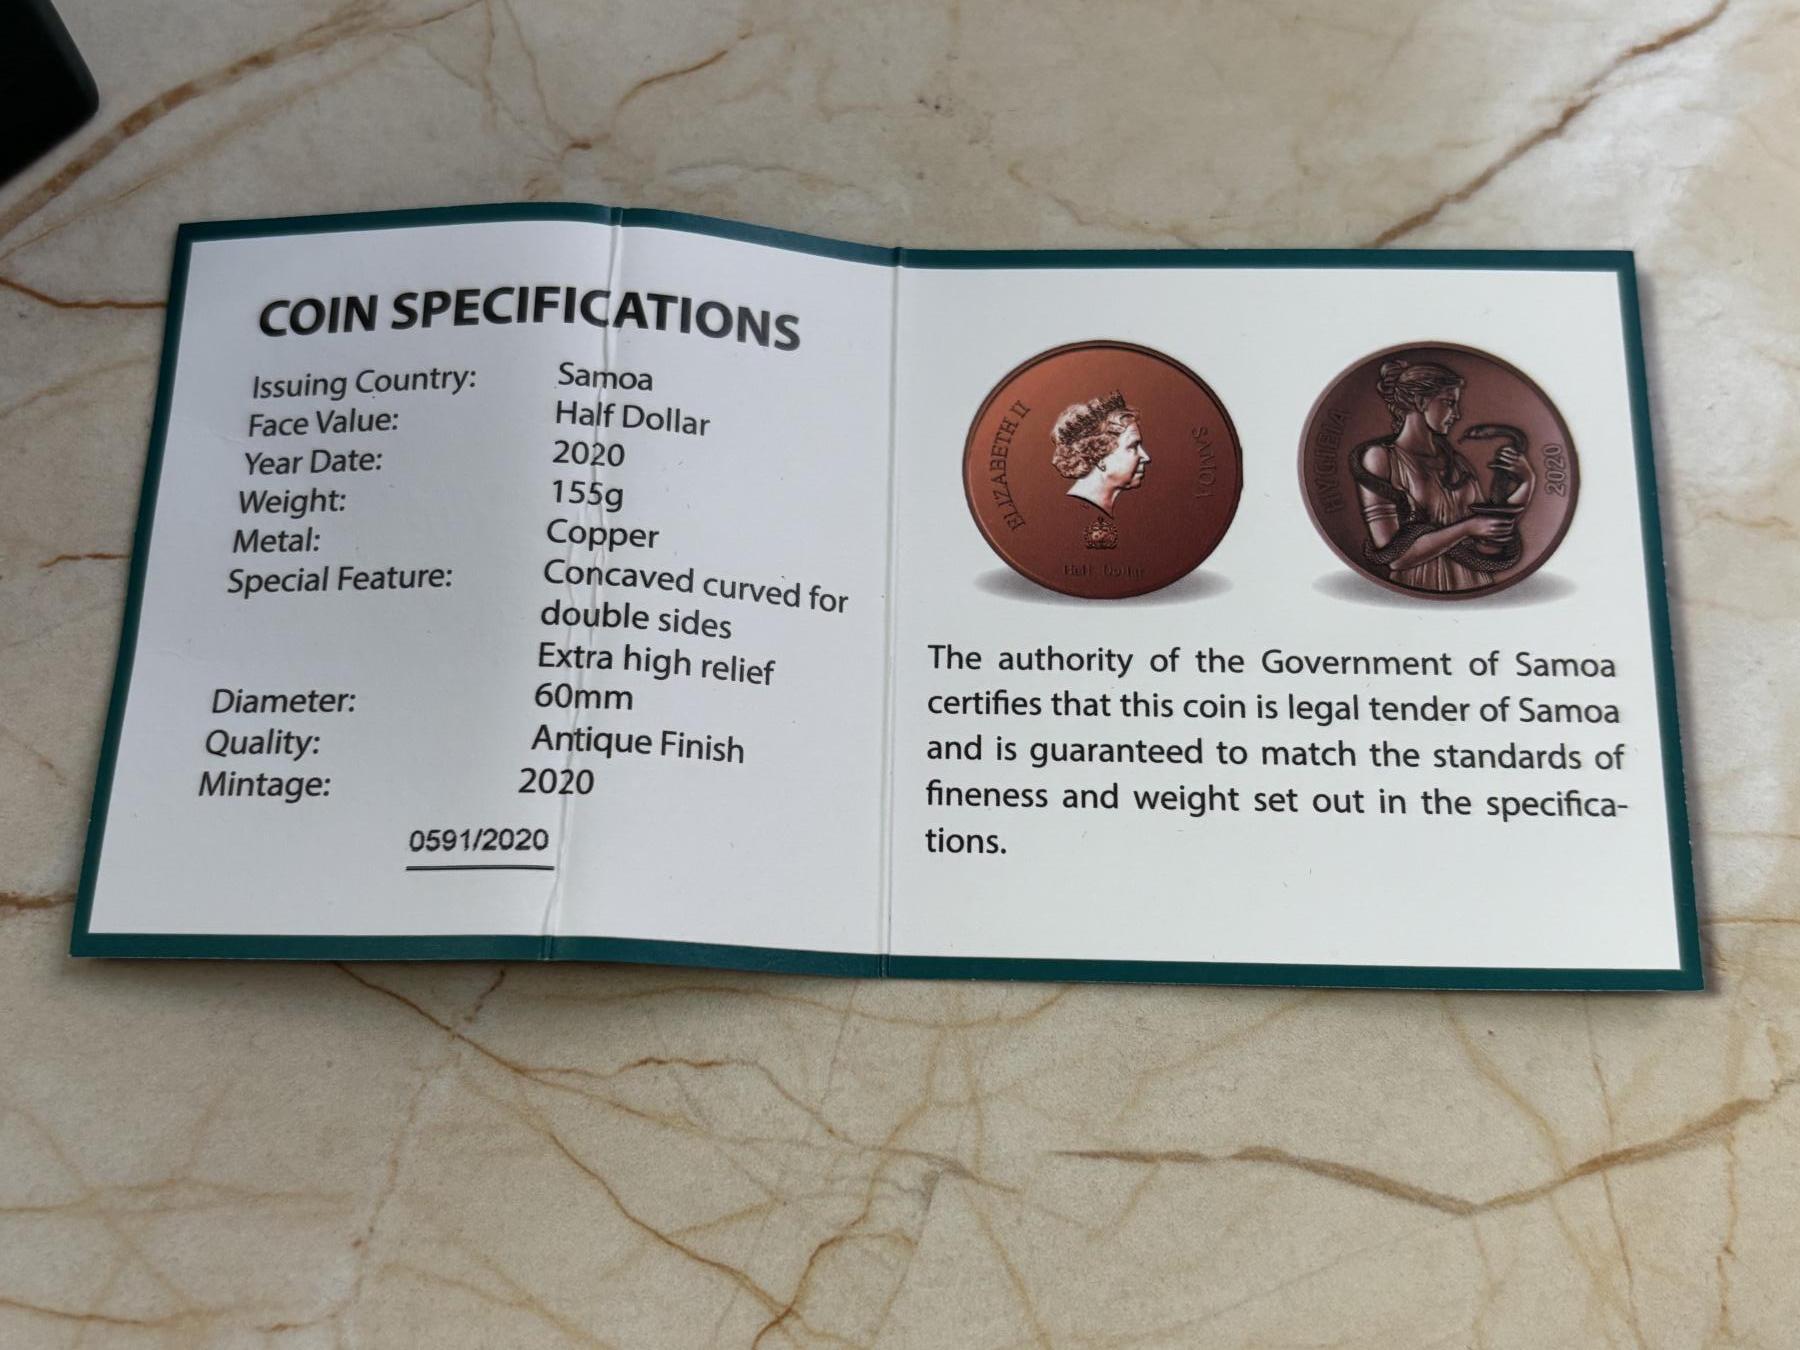 COIN SPECIFICATIONS
Issuing Country: Samoa
Face Value: Half Dollar
Year Date: 2020
Weight: 155g
Metal: Copper
Special Feature: Concaved curved for
double sides
Extra high relief
Diameter: 60mm
Quality: Antique Finish
Mintage: 2020
0591/2020
ELIZABETH II
SAMOA
Half Dollar
HYGIEIA
2020
The authority of the Government of Samoa
certifies that this coin is legal tender of Samoa
and is guaranteed to match the standards of
fineness and weight set out in the specifica-
tions.